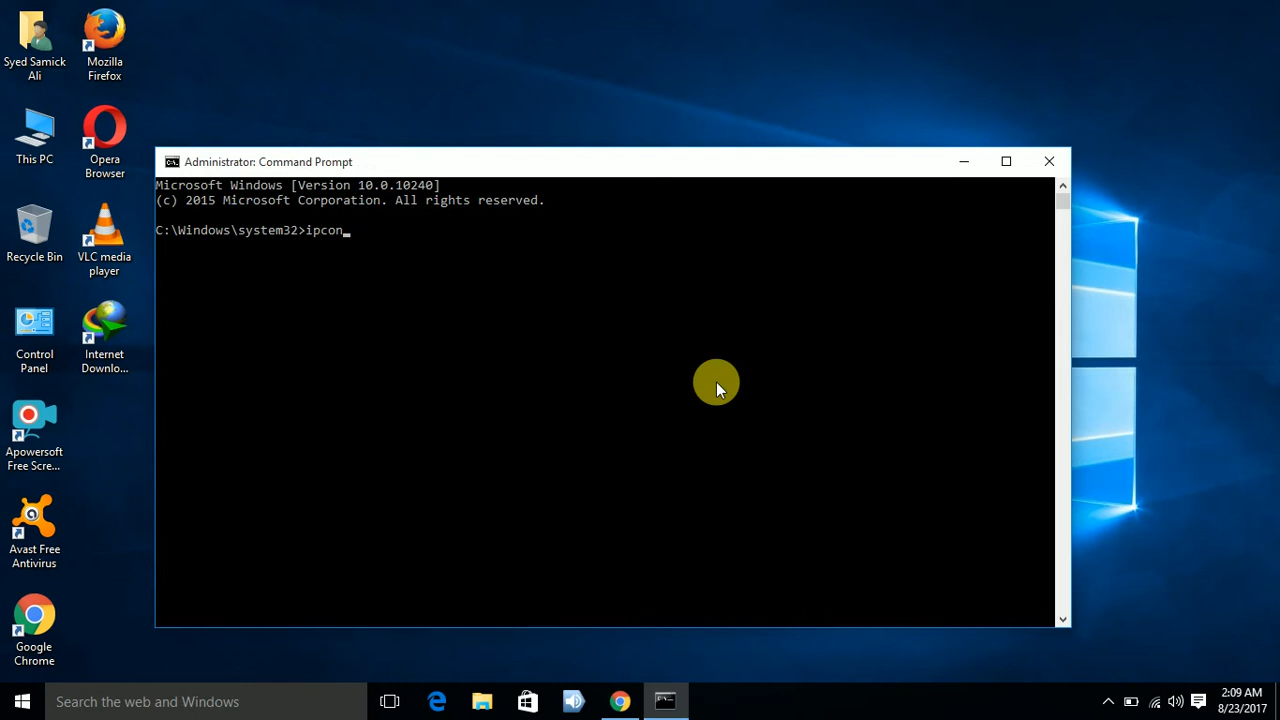 Syed Samick
Ali
Mozilla
Firefox
This PC
Opera
Browser
Recycle Bin
VLC media
player
Control
Panel
Internet
Downlo...
Apowersoft
Free Scre...
Avast Free
Antivirus
Google
Chrome
C:\.
Administrator: Command Prompt
Microsoft Windows [Version 10.0.10240]
(c) 2015 Microsoft Corporation. All rights reserved.
C:\Windows\system32>ipcon_
Search the web and Windows
2:09 AM
8/23/2017